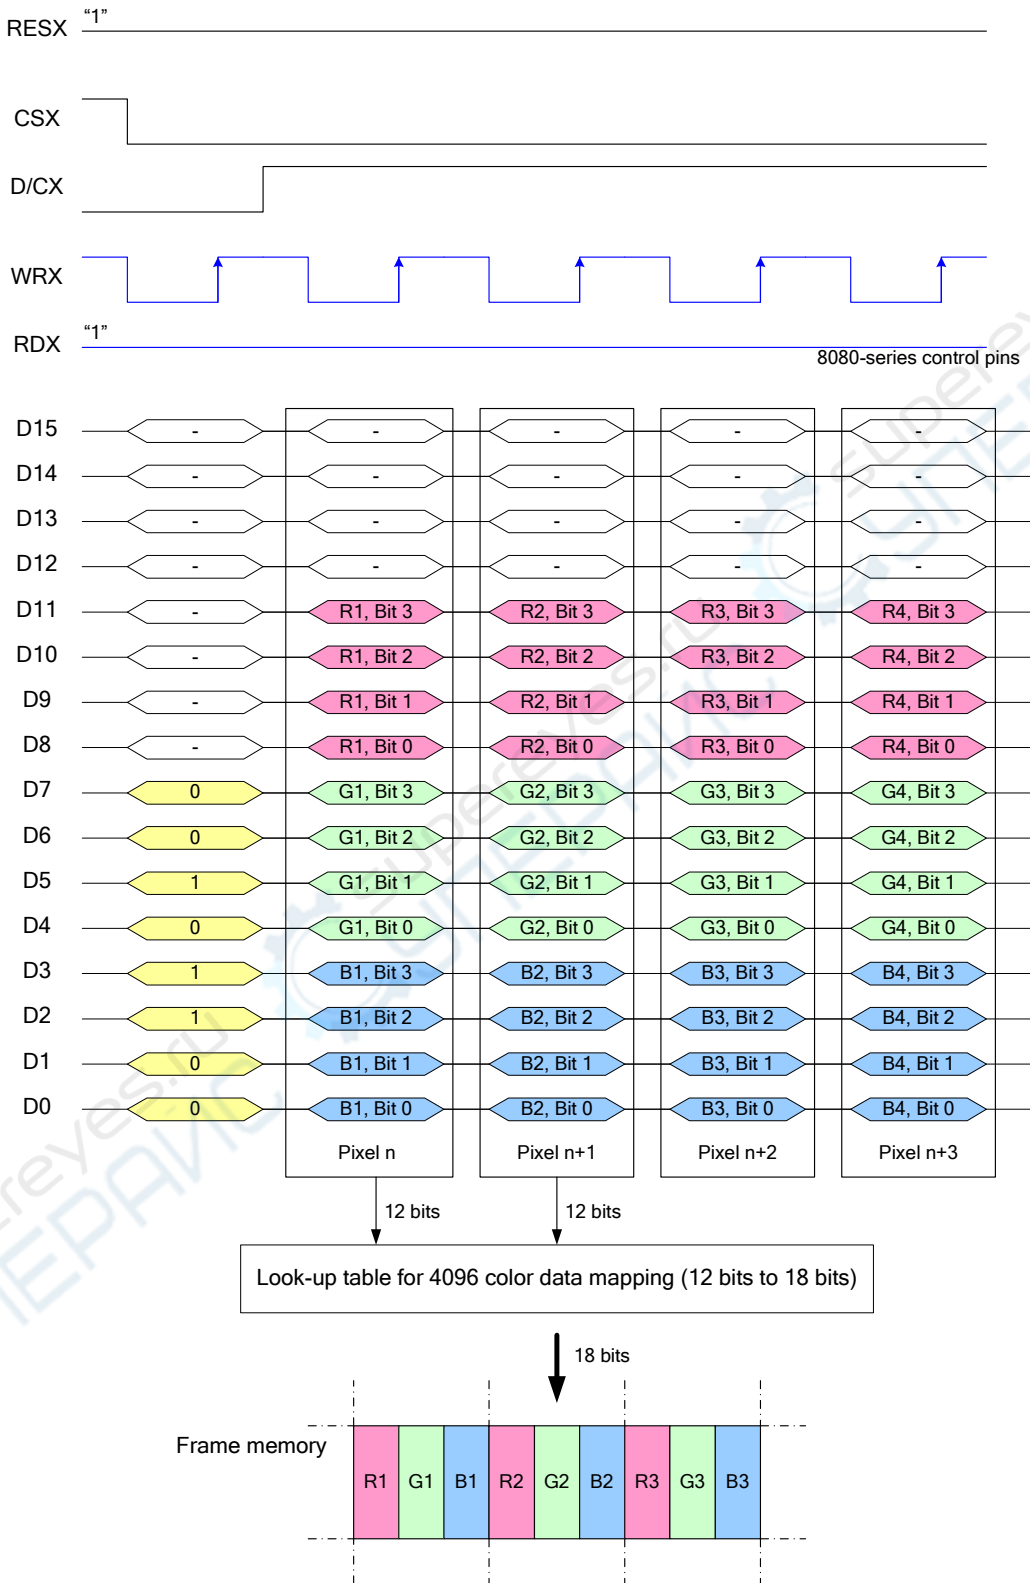 RESX "1"
CSX
D/CX
WRX
RDX "1"
8080-series control pins
D15 - - - - -
D14 - - - - -
D13 - - - - -
D12 - - - - -
D11 - R1, Bit 3 R2, Bit 3 R3, Bit 3 R4, Bit 3
D10 - R1, Bit 2 R2, Bit 2 R3, Bit 2 R4, Bit 2
D9 - R1, Bit 1 R2, Bit 1 R3, Bit 1 R4, Bit 1
D8 - R1, Bit 0 R2, Bit 0 R3, Bit 0 R4, Bit 0
D7 0 G1, Bit 3 G2, Bit 3 G3, Bit 3 G4, Bit 3
D6 0 G1, Bit 2 G2, Bit 2 G3, Bit 2 G4, Bit 2
D5 1 G1, Bit 1 G2, Bit 1 G3, Bit 1 G4, Bit 1
D4 0 G1, Bit 0 G2, Bit 0 G3, Bit 0 G4, Bit 0
D3 1 B1, Bit 3 B2, Bit 3 B3, Bit 3 B4, Bit 3
D2 1 B1, Bit 2 B2, Bit 2 B3, Bit 2 B4, Bit 2
D1 0 B1, Bit 1 B2, Bit 1 B3, Bit 1 B4, Bit 1
D0 0 B1, Bit 0 B2, Bit 0 B3, Bit 0 B4, Bit 0
Pixel n Pixel n+1 Pixel n+2 Pixel n+3
12 bits 12 bits
Look-up table for 4096 color data mapping (12 bits to 18 bits)
18 bits
Frame memory
R1 G1 B1 R2 G2 B2 R3 G3 B3
supereyes.ru
СУПЕРАЙС